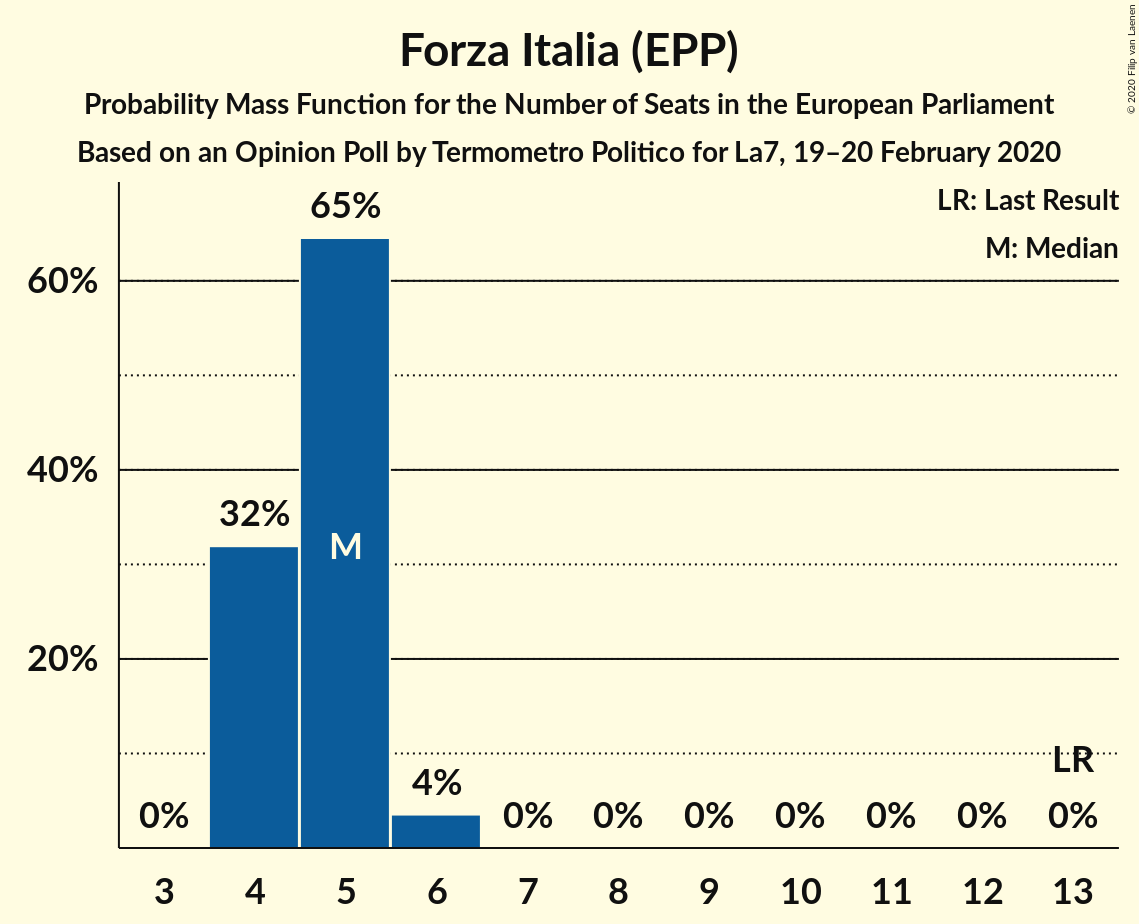 Forza Italia (EPP)
Probability Mass Function for the Number of Seats in the European Parliament
Based on an Opinion Poll by Termometro Politico for La7, 19–20 February 2020
© 2020 Filip van Laenen
LR: Last Result
M: Median
60%
40%
20%
0%
32%
65%
M
4%
0%
0%
0%
0%
0%
0%
LR
0%
3 4 5 6 7 8 9 10 11 12 13